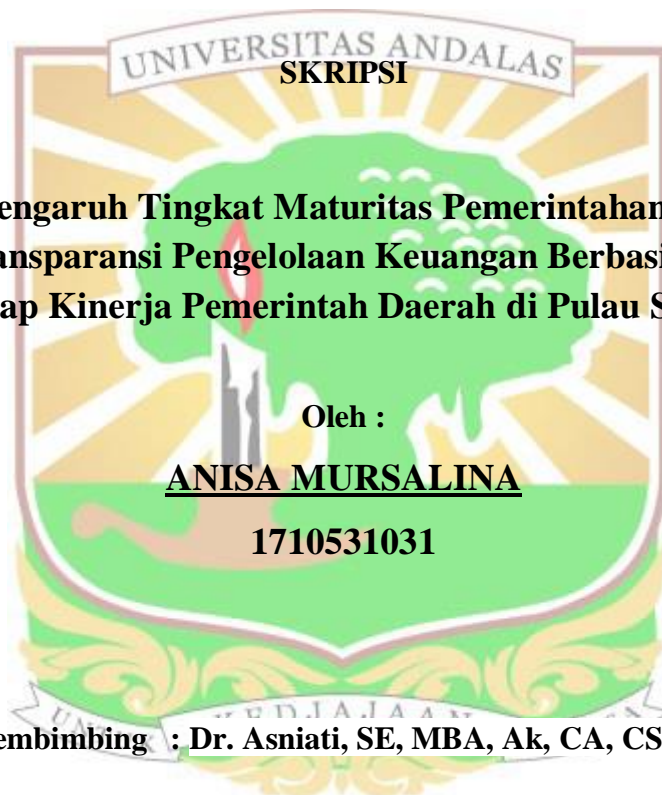 UNIVERSITAS ANDALAS
SKRIPSI
engaruh Tingkat Maturitas Pemerintahan
ansparansi Pengelolaan Keuangan Berbasi
ap Kinerja Pemerintah Daerah di Pulau S
Oleh :
ANISA MURSALINA
1710531031
KEDJAJAAN
embimbing : Dr. Asniati, SE, MBA, Ak, CA, CS